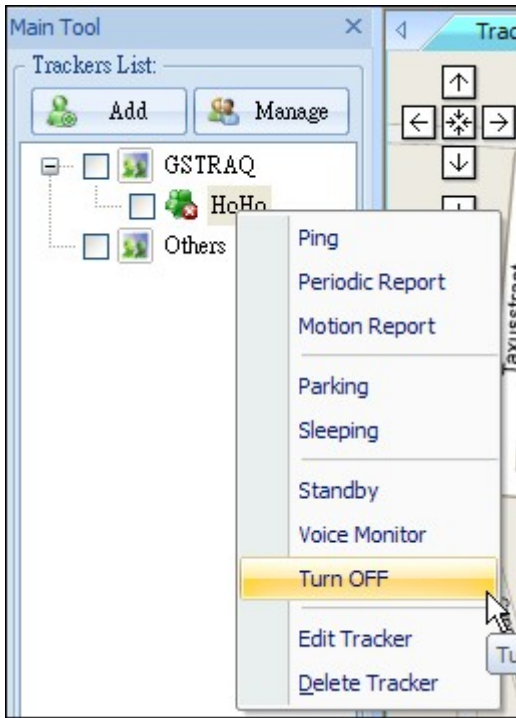 Main Tool
Trackers List:
Add
Manage
GSTRAQ
HoHo
Others
Ping
Periodic Report
Motion Report
Parking
Sleeping
Standby
Voice Monitor
Turn OFF
Edit Tracker
Delete Tracker
Trac
Taxusstraat
Tu